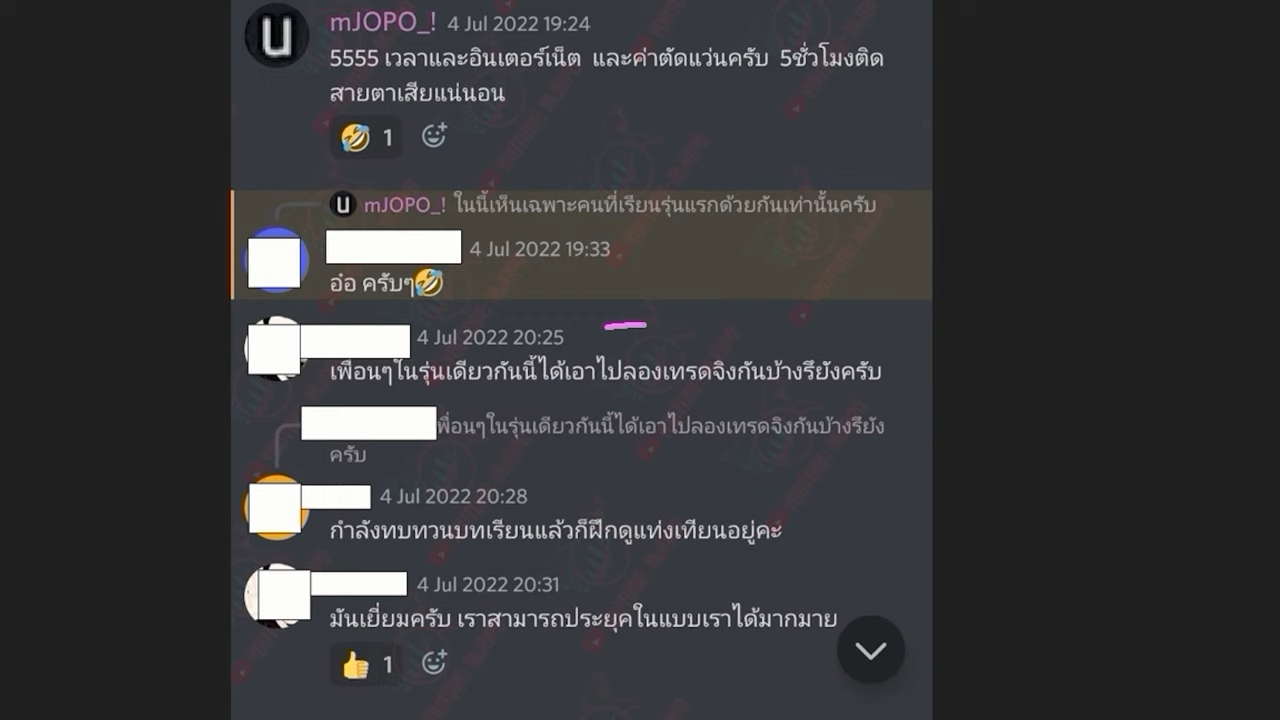 mJOPO_! 4 Jul 2022 19:24
5555 เวลาและอินเตอร์เน็ต และค่าตัดแว่นครับ 5ชั่วโมงติด
สายตาเสียแน่นอน
1
mJOPO_! ในนี้เห็นเฉพาะคนที่เรียนรุ่นแรกด้วยกันเท่านั้นครับ
4 Jul 2022 19:33
อ๋อ ครับๆ🤣
4 Jul 2022 20:25
เพื่อนๆในรุ่นเดียวกันนี้ได้เอาไปลองเทรดจิงกันบ้างรึยังครับ
พื่อนๆในรุ่นเดียวกันนี้ได้เอาไปลองเทรดจิงกันบ้างรึยัง
ครับ
4 Jul 2022 20:28
กำลังทบทวนบทเรียนแล้วก็ฝึกดูแท่งเทียนอยู่คะ
4 Jul 2022 20:31
มันเยี่ยมครับ เราสามารถประยุคในแบบเราได้มากมาย
1